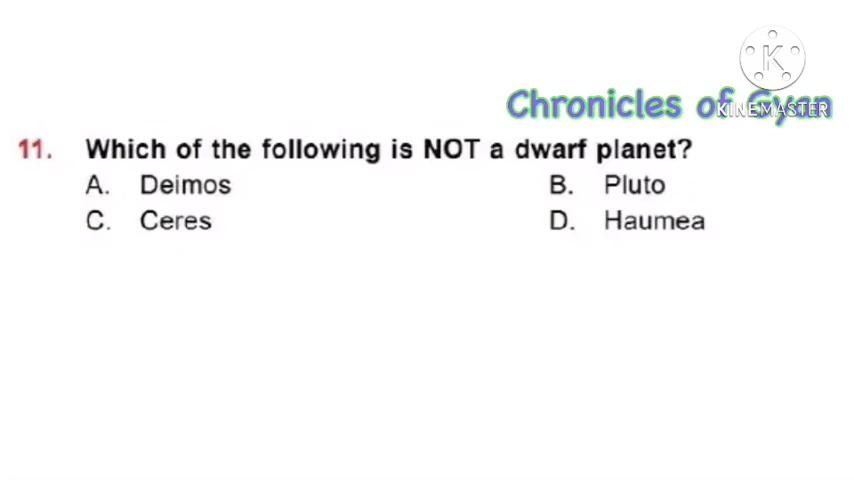 K
Chronicles of Gyan
KINEMASTER
11. Which of the following is NOT a dwarf planet?
A. Deimos B. Pluto
C. Ceres D. Haumea